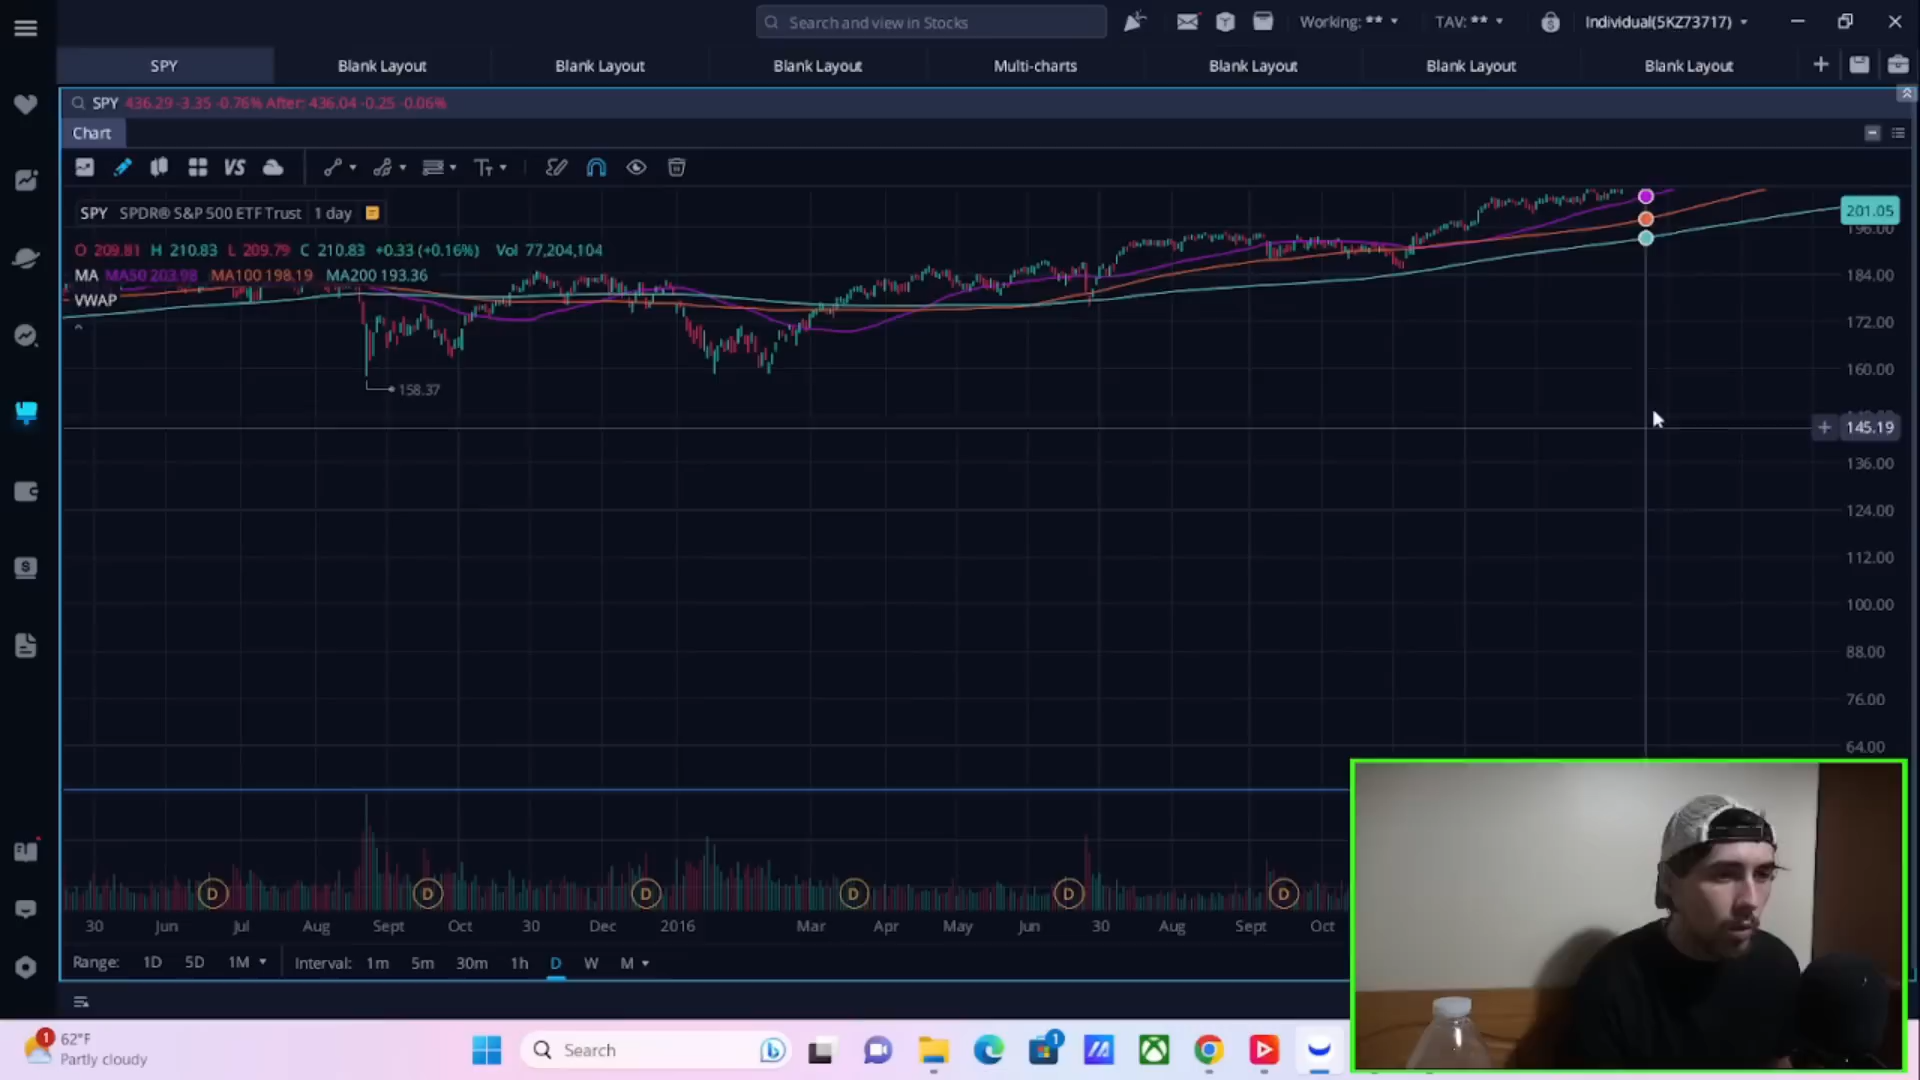 Search and view in Stocks
Working: ** TAV: ** Individual(5KZ73717)
SPY Blank Layout Blank Layout Blank Layout Multi-charts Blank Layout Blank Layout Blank Layout
SPY 436.29 -3.35 -0.76% After: 436.04 -0.25 -0.06%
Chart
VS
SPY SPDR® S&P 500 ETF Trust 1 day
O 209.81 H 210.83 L 209.79 C 210.83 +0.33 (+0.16%) Vol 77,204,104
MA MA50 203.98 MA100 198.19 MA200 193.36
VWAP
201.05
184.00
172.00
160.00
158.37
145.19
136.00
124.00
112.00
100.00
88.00
76.00
64.00
D D D D D D
30 Jun Jul Aug Sept Oct 30 Dec 2016 Mar Apr May Jun 30 Aug Sept Oct
Range: 1D 5D 1M Interval: 1m 5m 30m 1h D W M
1 62°F
Partly cloudy
Search
1